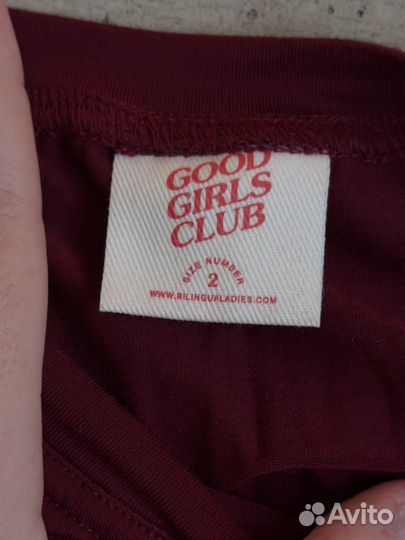 GOOD
GIRLS
CLUB
SIZE NUMBER
2
WWW.BILINGUALADIES.COM
Avito